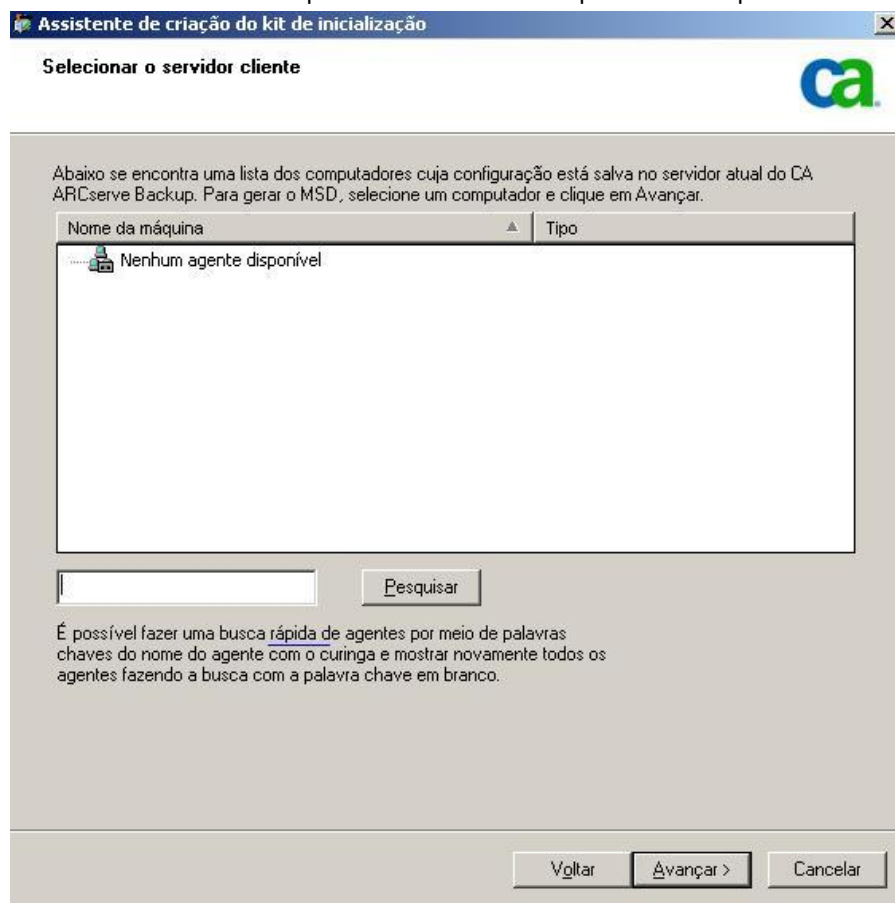 Assistente de criação do kit de inicialização
Selecionar o servidor cliente
ca
Abaixo se encontra uma lista dos computadores cuja configuração está salva no servidor atual do CA
ARCserve Backup. Para gerar o MSD, selecione um computador e clique em Avançar.
Nome da máquina Tipo
Nenhum agente disponível
Pesquisar
É possível fazer uma busca rápida de agentes por meio de palavras
chaves do nome do agente com o curinga e mostrar novamente todos os
agentes fazendo a busca com a palavra chave em branco.
Voltar Avançar > Cancelar